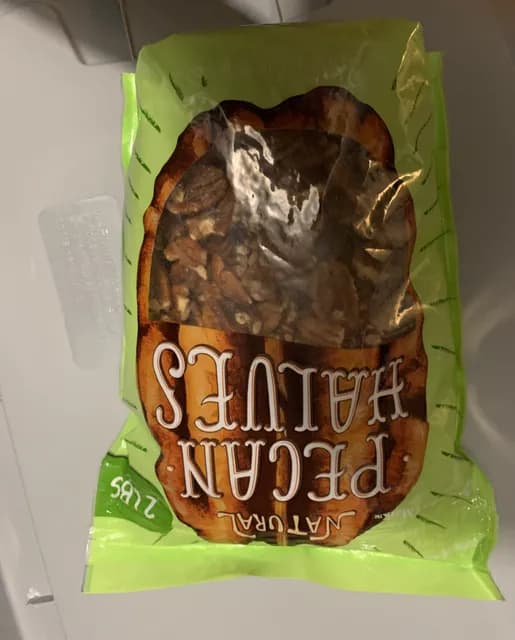 NATURAL
PECAN
HALVES
2 LBS